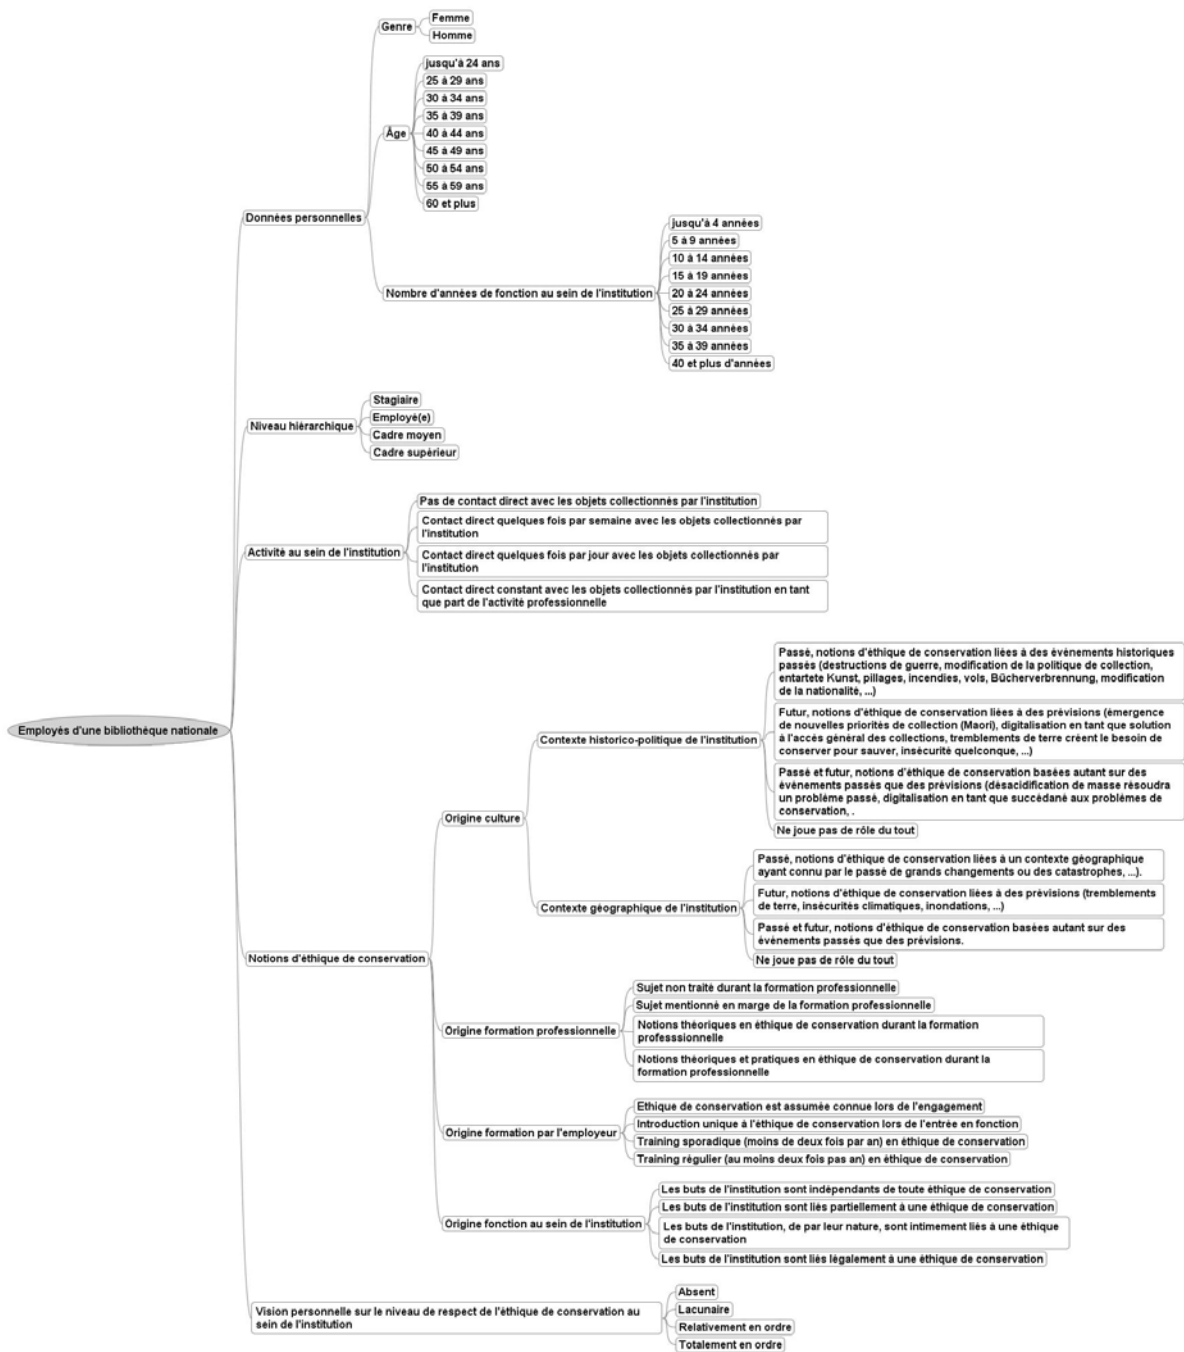 Employés d'une bibliothèque nationale
Données personnelles
Genre
Femme
Homme
Âge
jusqu'à 24 ans
25 à 29 ans
30 à 34 ans
35 à 39 ans
40 à 44 ans
45 à 49 ans
50 à 54 ans
55 à 59 ans
60 et plus
Nombre d'années de fonction au sein de l'institution
jusqu'à 4 années
5 à 9 années
10 à 14 années
15 à 19 années
20 à 24 années
25 à 29 années
30 à 34 années
35 à 39 années
40 et plus d'années
Niveau hiérarchique
Stagiaire
Employé(e)
Cadre moyen
Cadre supérieur
Activité au sein de l'institution
Pas de contact direct avec les objets collectionnés par l'institution
Contact direct quelques fois par semaine avec les objets collectionnés par
l'institution
Contact direct quelques fois par jour avec les objets collectionnés par
l'institution
Contact direct constant avec les objets collectionnés par l'institution en tant
que part de l'activité professionnelle
Notions d'éthique de conservation
Origine culture
Contexte historico-politique de l'institution
Passé, notions d'éthique de conservation liées à des événements historiques
passés (destructions de guerre, modification de la politique de collection,
entartete Kunst, pillages, incendies, vols, Bücherverbrennung, modification
de la nationalité, ...)
Futur, notions d'éthique de conservation liées à des prévisions (émergence
de nouvelles priorités de collection (Maori), digitalisation en tant que solution
à l'accès général des collections, tremblements de terre créent le besoin de
conserver pour sauver, insécurité quelconque, ...)
Passé et futur, notions d'éthique de conservation basées autant sur des
événements passés que des prévisions (désacidification de masse résoudra
un problème passé, digitalisation en tant que succédané aux problèmes de
conservation, .
Ne joue pas de rôle du tout
Contexte géographique de l'institution
Passé, notions d'éthique de conservation liées à un contexte géographique
ayant connu par le passé de grands changements ou des catastrophes, ...).
Futur, notions d'éthique de conservation liées à des prévisions (tremblements
de terre, insécurités climatiques, inondations, ...)
Passé et futur, notions d'éthique de conservation basées autant sur des
événements passés que des prévisions.
Ne joue pas de rôle du tout
Origine formation professionnelle
Sujet non traité durant la formation professionnelle
Sujet mentionné en marge de la formation professionnelle
Notions théoriques en éthique de conservation durant la formation
professsionnelle
Notions théoriques et pratiques en éthique de conservation durant la
formation professionnelle
Origine formation par l'employeur
Ethique de conservation est assumée connue lors de l'engagement
Introduction unique à l'éthique de conservation lors de l'entrée en fonction
Training sporadique (moins de deux fois par an) en éthique de conservation
Training régulier (au moins deux fois pas an) en éthique de conservation
Origine fonction au sein de l'institution
Les buts de l'institution sont indépendants de toute éthique de conservation
Les buts de l'institution sont liés partiellement à une éthique de conservation
Les buts de l'institution, de par leur nature, sont intimement liés à une éthique
de conservation
Les buts de l'institution sont liés légalement à une éthique de conservation
Vision personnelle sur le niveau de respect de l'éthique de conservation au
sein de l'institution
Absent
Lacunaire
Relativement en ordre
Totalement en ordre